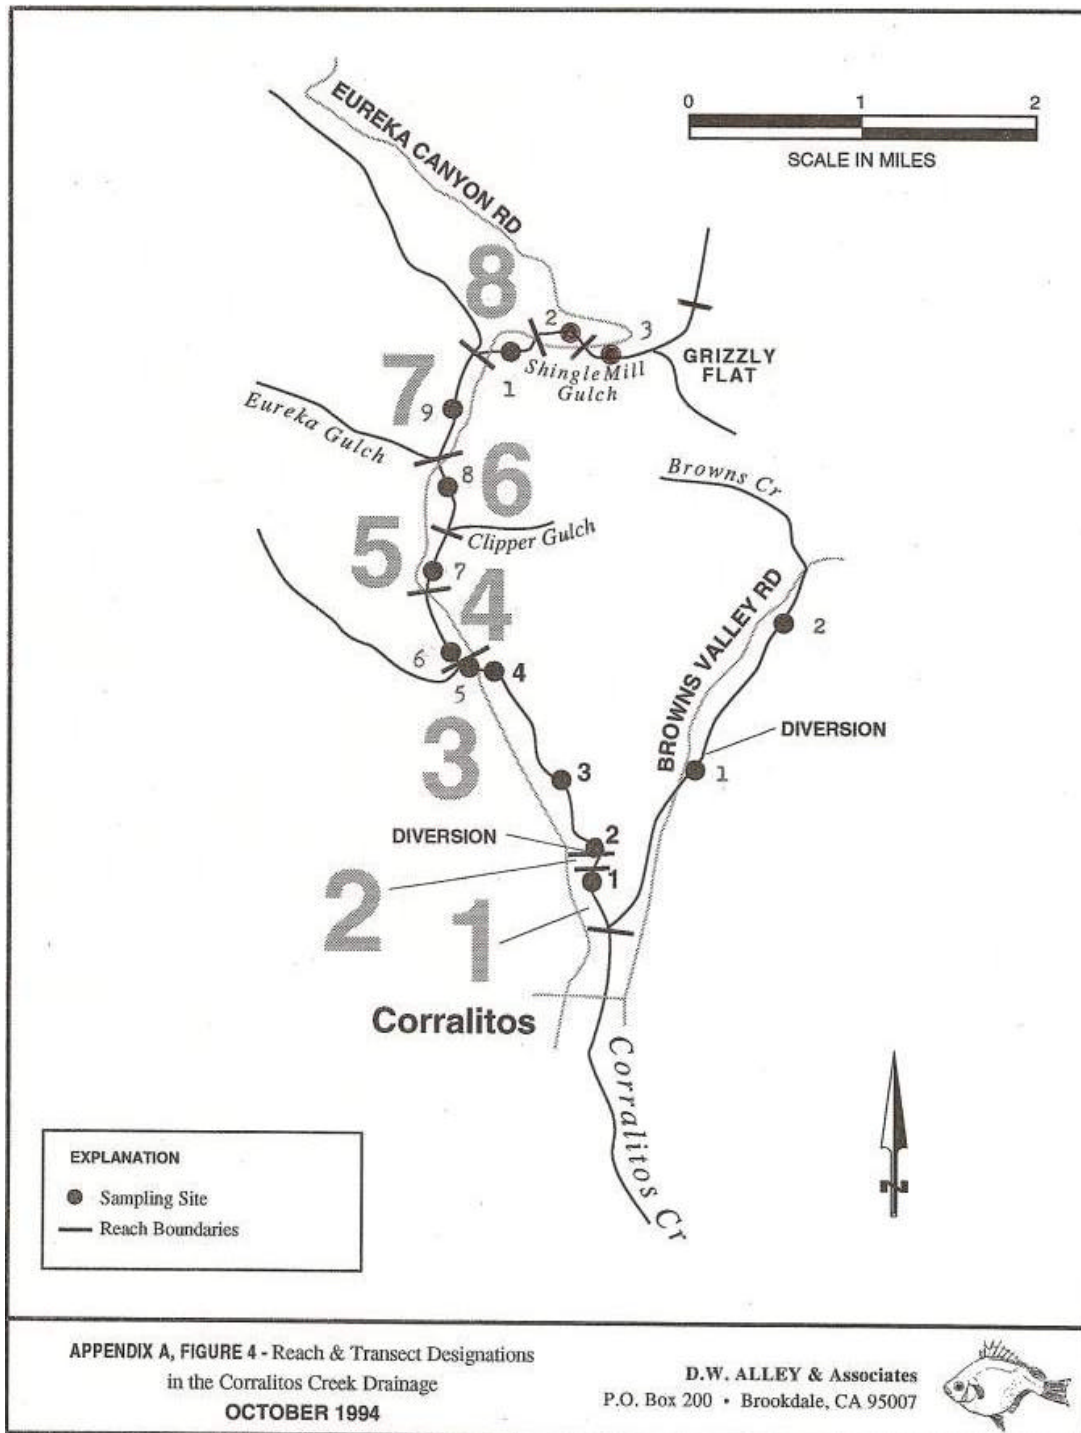 EUREKA CANYON RD
0 1 2
SCALE IN MILES
8
2
3
GRIZZLY
FLAT
ShingleMill
Gulch
1
7
9
Eureka Gulch
6
8
Browns Cr
5
Clipper Gulch
7
4
BROWNS VALLEY RD
2
6
5
4
3
DIVERSION
1
3
DIVERSION
2
2
1
1
Corralitos
Corralitos Cr
N
EXPLANATION
Sampling Site
Reach Boundaries
APPENDIX A, FIGURE 4 - Reach & Transect Designations
in the Corralitos Creek Drainage
OCTOBER 1994
D.W. ALLEY & Associates
P.O. Box 200 • Brookdale, CA 95007